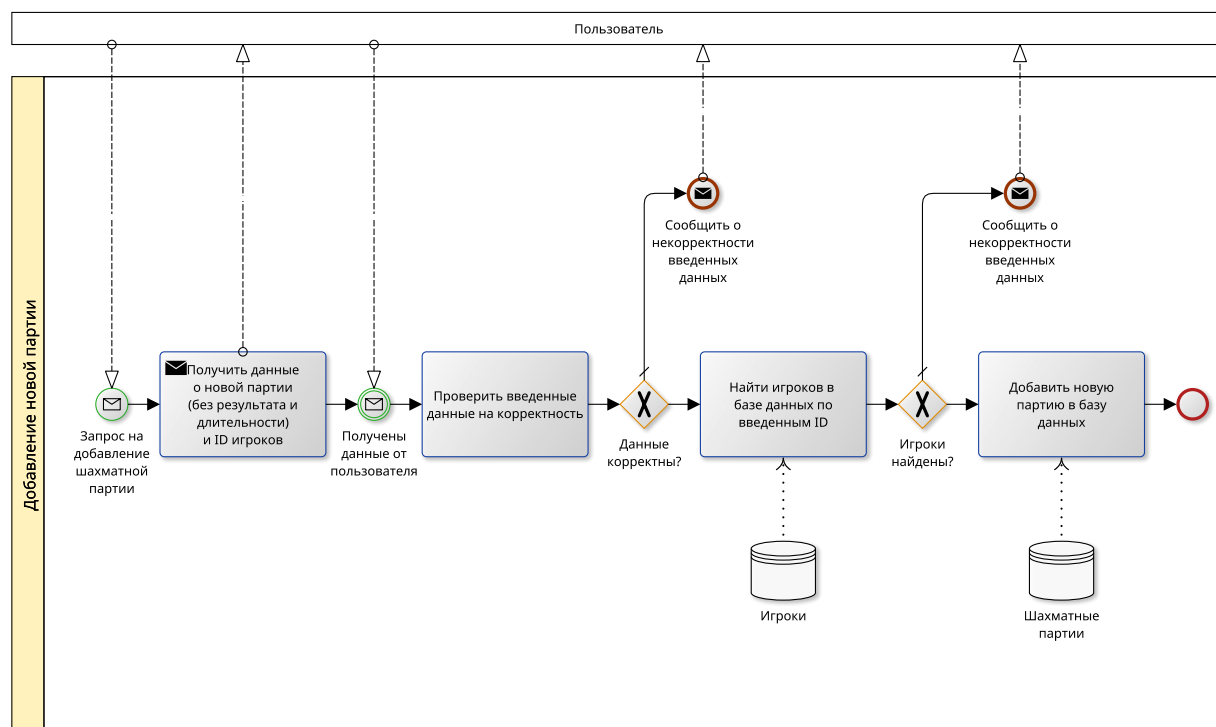 Пользователь
Добавление новой партии
Запрос на
добавление
шахматной
партии
Получить данные
о новой партии
(без результата и
длительности)
и ID игроков
Получены
данные от
пользователя
Проверить введенные
данные на корректность
Данные
корректны?
Сообщить о
некорректности
введенных
данных
Найти игроков в
базе данных по
введенным ID
Игроки
Игроки
найдены?
Сообщить о
некорректности
введенных
данных
Добавить новую
партию в базу
данных
Шахматные
партии